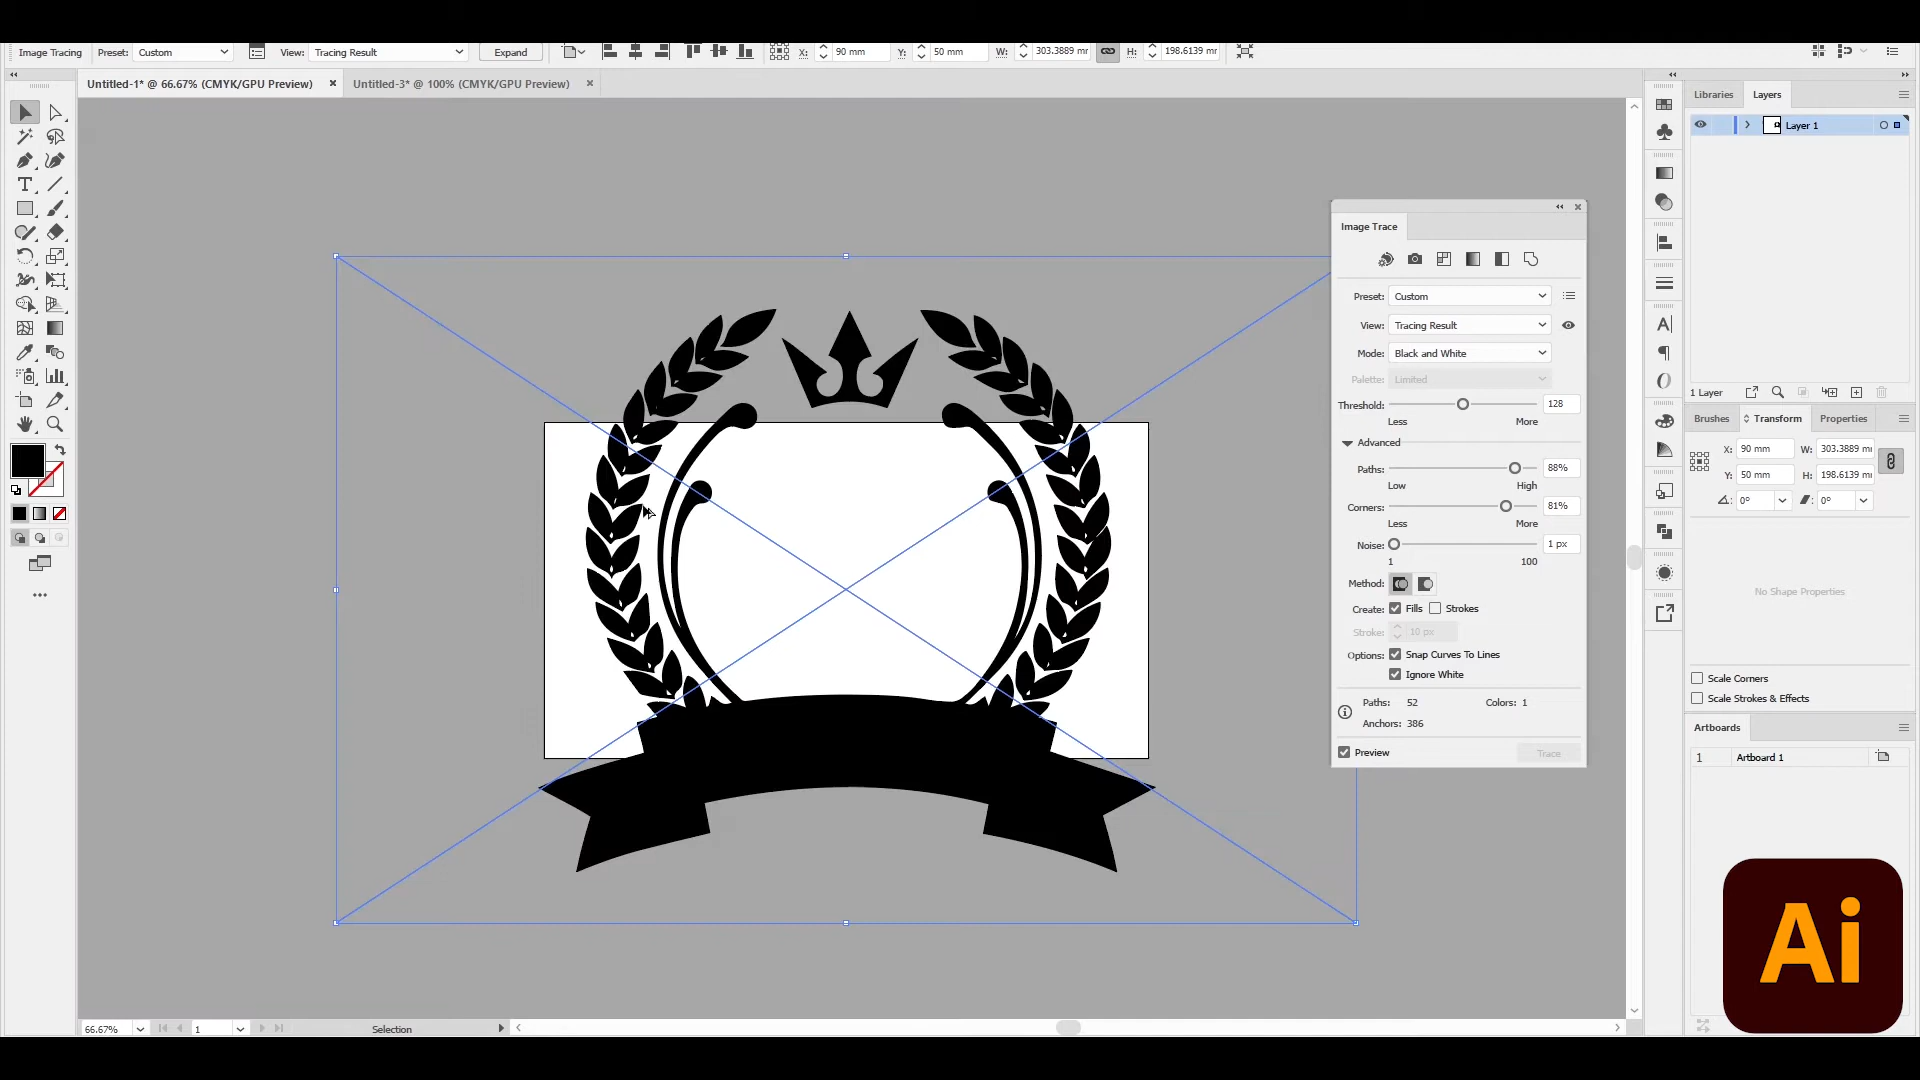 Image Tracing Preset: Custom View: Tracing Result Expand X: 90 mm Y: 50 mm W: 303.3889 mr H: 198.6139 mr
Untitled-1* @ 66.67% (CMYK/GPU Preview) × Untitled-3* @ 100% (CMYK/GPU Preview) ×
Libraries Layers
Layer 1
Image Trace
Preset: Custom
View: Tracing Result
Mode: Black and White
Palette: Limited
Threshold: 128
Less More
Advanced
Paths: 88%
Low High
Corners: 81%
Less More
Noise: 1 px
1 100
Method:
Create: Fills Strokes
Stroke: 10 px
Options: Snap Curves To Lines
Ignore White
Paths: 52 Colors: 1
Anchors: 386
Preview Trace
1 Layer
Brushes Transform Properties
X: 90 mm W: 303.3889 mr
Y: 50 mm H: 198.6139 mr
0° 0°
No Shape Properties
Scale Corners
Scale Strokes & Effects
Artboards
1 Artboard 1
Ai
66.67% 1 Selection